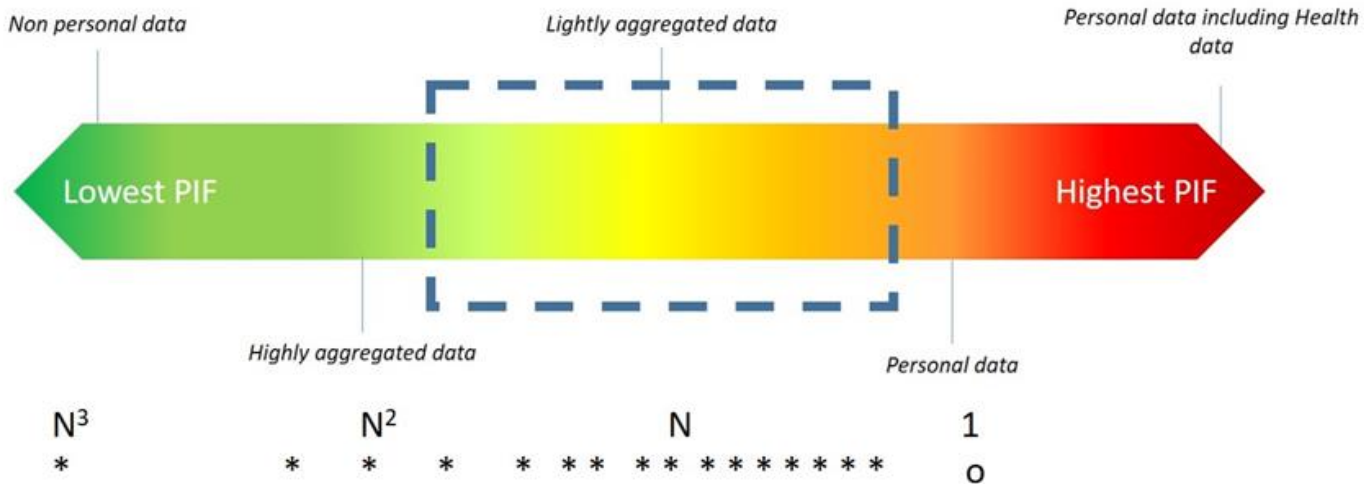 Non personal data
Lightly aggregated data
Personal data including Health
data
Lowest PIF
Highest PIF
Highly aggregated data
Personal data
N³ N² N 1
* * * * * * * * * * * * * * * * o